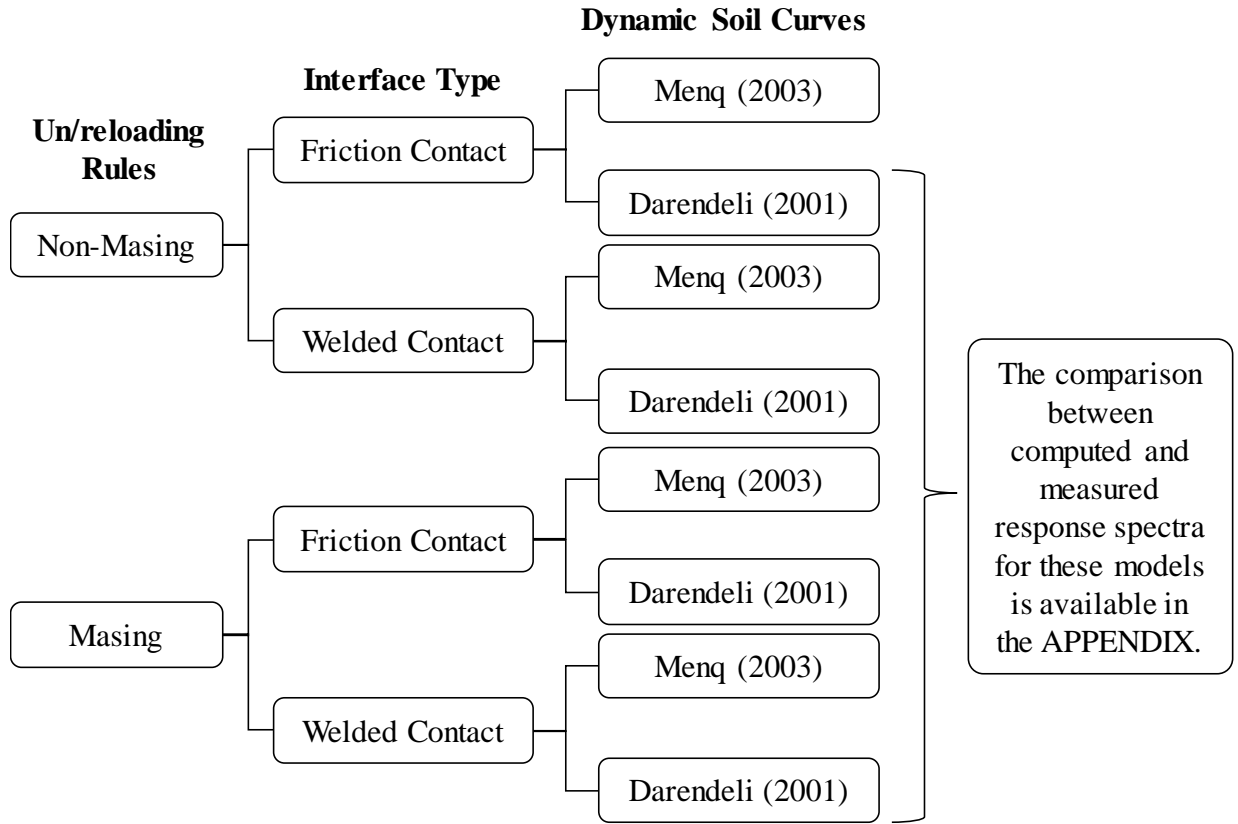 Dynamic Soil Curves
Interface Type
Un/reloading
Rules
Menq (2003)
Friction Contact
Darendeli (2001)
Non-Masing
Menq (2003)
Welded Contact
Darendeli (2001)
Menq (2003)
Friction Contact
Darendeli (2001)
Masing
Menq (2003)
Welded Contact
Darendeli (2001)
The comparison
between
computed and
measured
response spectra
for these models
is available in
the APPENDIX.